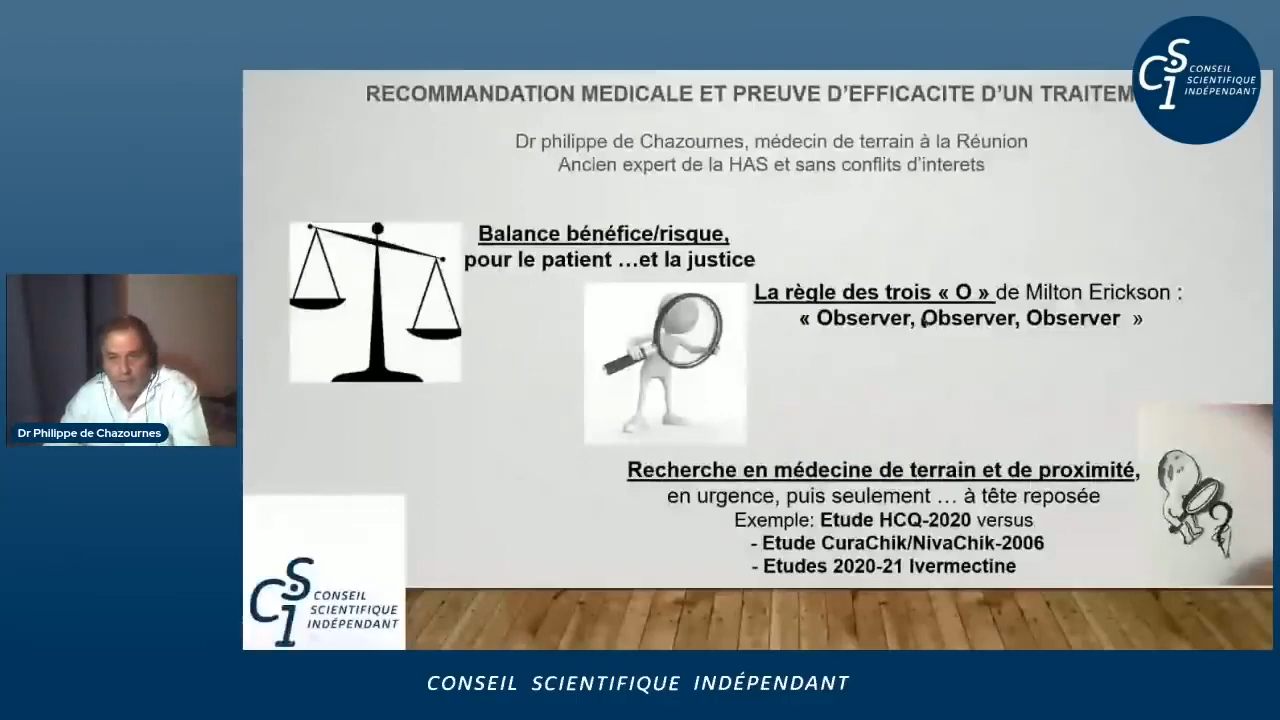 RECOMMANDATION MEDICALE ET PREUVE D'EFFICACITE D'UN TRAITEM
CSI CONSEIL
SCIENTIFIQUE
INDÉPENDANT
Dr philippe de Chazournes, médecin de terrain à la Réunion
Ancien expert de la HAS et sans conflits d'interets
Balance bénéfice/risque,
pour le patient …et la justice
La règle des trois « O » de Milton Erickson :
« Observer, Observer, Observer »
Dr Philippe de Chazournes
Recherche en médecine de terrain et de proximité,
en urgence, puis seulement … à tête reposée
Exemple: Etude HCQ-2020 versus
- Etude CuraChik/NivaChik-2006
- Etudes 2020-21 Ivermectine
CSI CONSEIL
SCIENTIFIQUE
INDÉPENDANT
CONSEIL SCIENTIFIQUE INDÉPENDANT